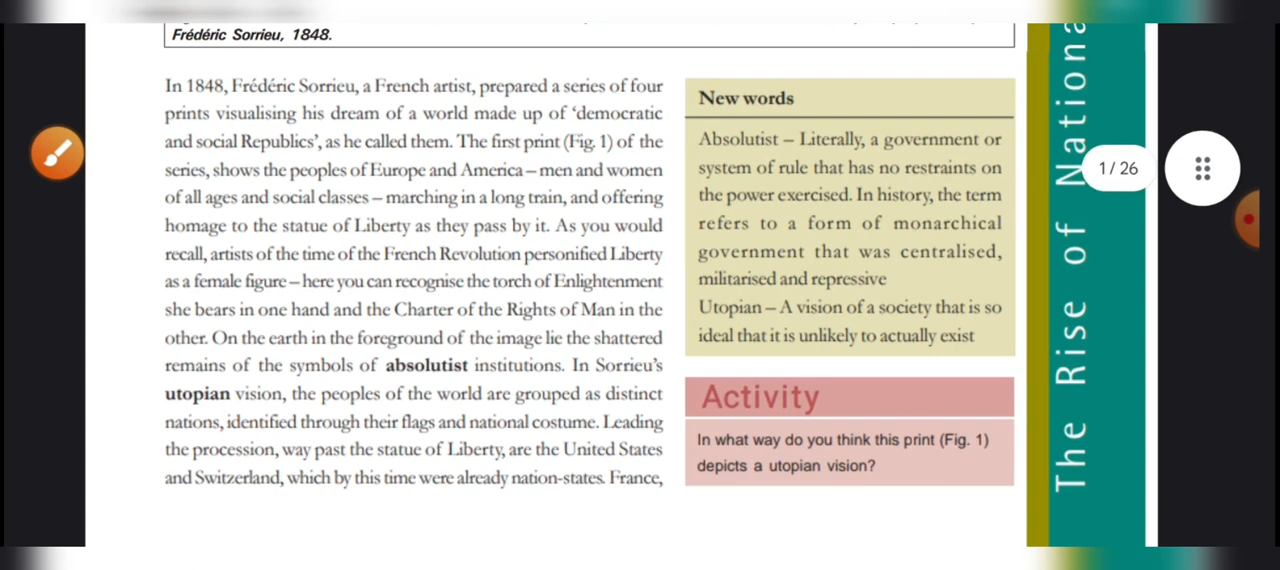 Frédéric Sorrieu, 1848.
In 1848, Frédéric Sorrieu, a French artist, prepared a series of four
prints visualising his dream of a world made up of ‘democratic
and social Republics’, as he called them. The first print (Fig. 1) of the
series, shows the peoples of Europe and America – men and women
of all ages and social classes – marching in a long train, and offering
homage to the statue of Liberty as they pass by it. As you would
recall, artists of the time of the French Revolution personified Liberty
as a female figure – here you can recognise the torch of Enlightenment
she bears in one hand and the Charter of the Rights of Man in the
other. On the earth in the foreground of the image lie the shattered
remains of the symbols of absolutist institutions. In Sorrieu’s
utopian vision, the peoples of the world are grouped as distinct
nations, identified through their flags and national costume. Leading
the procession, way past the statue of Liberty, are the United States
and Switzerland, which by this time were already nation-states. France,
New words
Absolutist – Literally, a government or
system of rule that has no restraints on
the power exercised. In history, the term
refers to a form of monarchical
government that was centralised,
militarised and repressive
Utopian – A vision of a society that is so
ideal that it is unlikely to actually exist
Activity
In what way do you think this print (Fig. 1)
depicts a utopian vision?
The Rise of Nationa
1/26